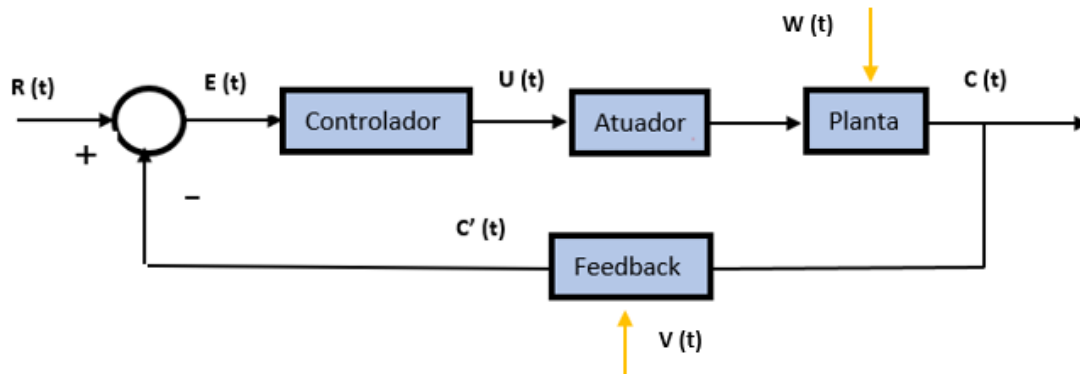 W (t)
R (t)
E (t)
U (t)
C (t)
Controlador
Atuador
Planta
+
−
C’ (t)
Feedback
V (t)